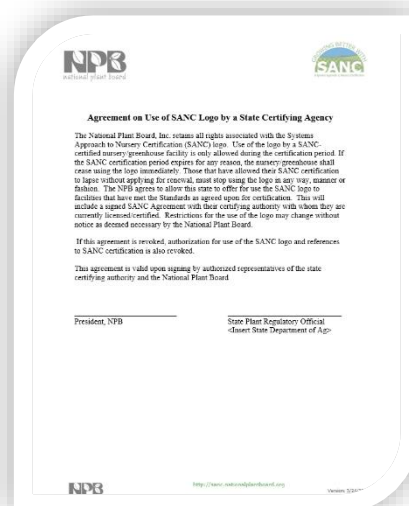 NPB
national plant board
GROWING BETTER WITH
SANC
Agreement on Use of SANC Logo by a State Certifying Agency
The National Plant Board, Inc. retains all rights associated with the Systems
Approach to Nursery Certification (SANC) logo. Use of the logo by a SANC-
certified nursery/greenhouse facility is only allowed during the certification period. If
the SANC certification period expires for any reason, the nursery/greenhouse shall
cease using the logo immediately. Those that have allowed their SANC certification
to lapse without applying for renewal, must stop using the logo in any way, manner or
fashion. The NPB agrees to allow this state to offer for use the SANC logo to
facilities that have met the Standards as agreed upon for certification. This will
include a signed SANC Agreement with their certifying authority with whom they are
currently licensed/certified. Restrictions for the use of the logo may change without
notice as deemed necessary by the National Plant Board.
If this agreement is revoked, authorization for use of the SANC logo and references
to SANC certification is also revoked.
This agreement is valid upon signing by authorized representatives of the state
certifying authority and the National Plant Board
President, NPB
State Plant Regulatory Official
<Insert State Department of Ag>
NPB
http://sanc.nationalplantboard.org
Version